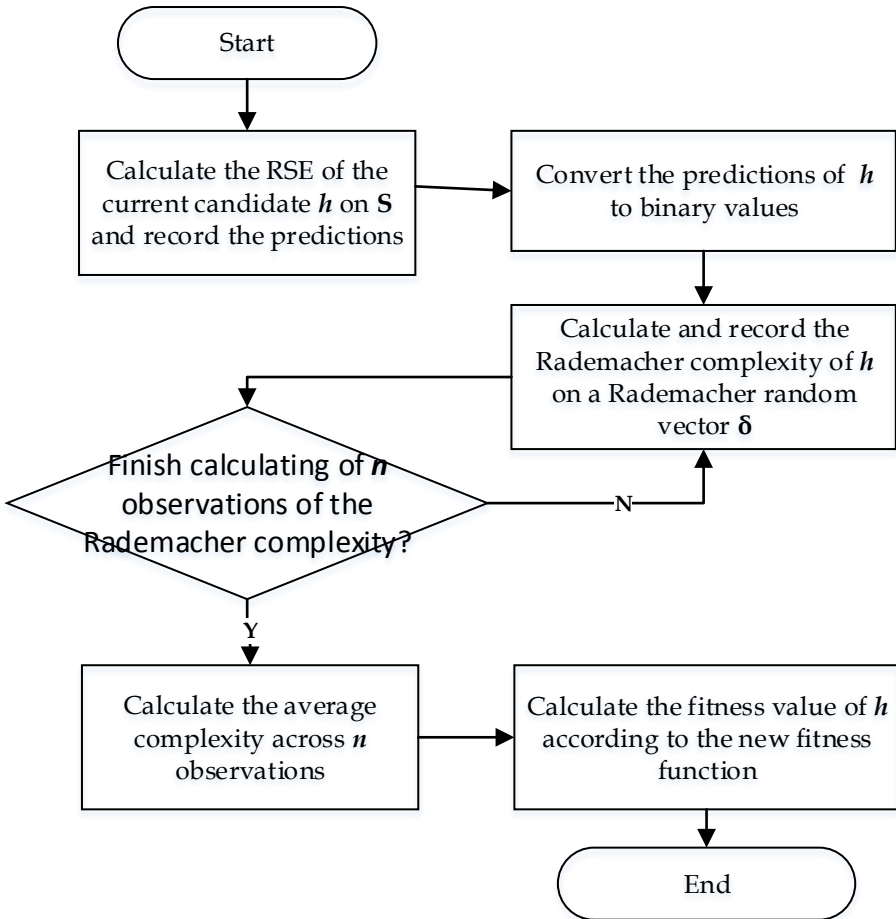 Start
Calculate the RSE of the
current candidate h on S
and record the predictions
Convert the predictions of h
to binary values
Calculate and record the
Rademacher complexity of h
on a Rademacher random
vector δ
Finish calculating of n
observations of the
Rademacher complexity?
N
Y
Calculate the average
complexity across n
observations
Calculate the fitness value of h
according to the new fitness
function
End